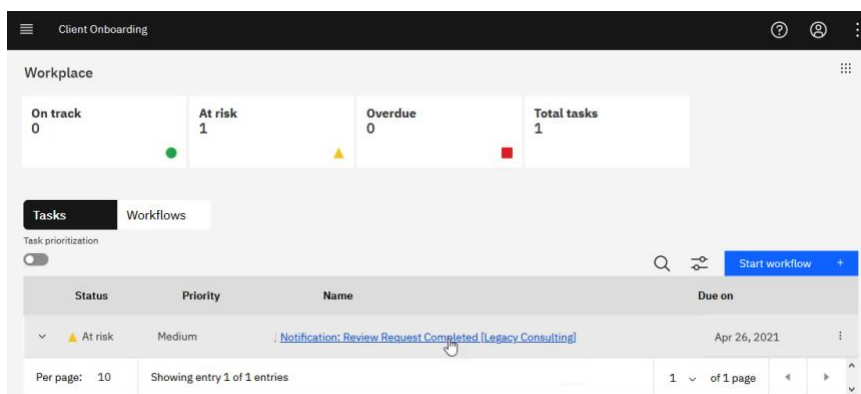 Client Onboarding
Workplace
On track
0
At risk
1
Overdue
0
Total tasks
1
Tasks Workflows
Task prioritization
Start workflow +
Status Priority Name Due on
At risk Medium Notification: Review Request Completed [Legacy Consulting] Apr 26, 2021
Per page: 10 Showing entry 1 of 1 entries 1 of 1 page